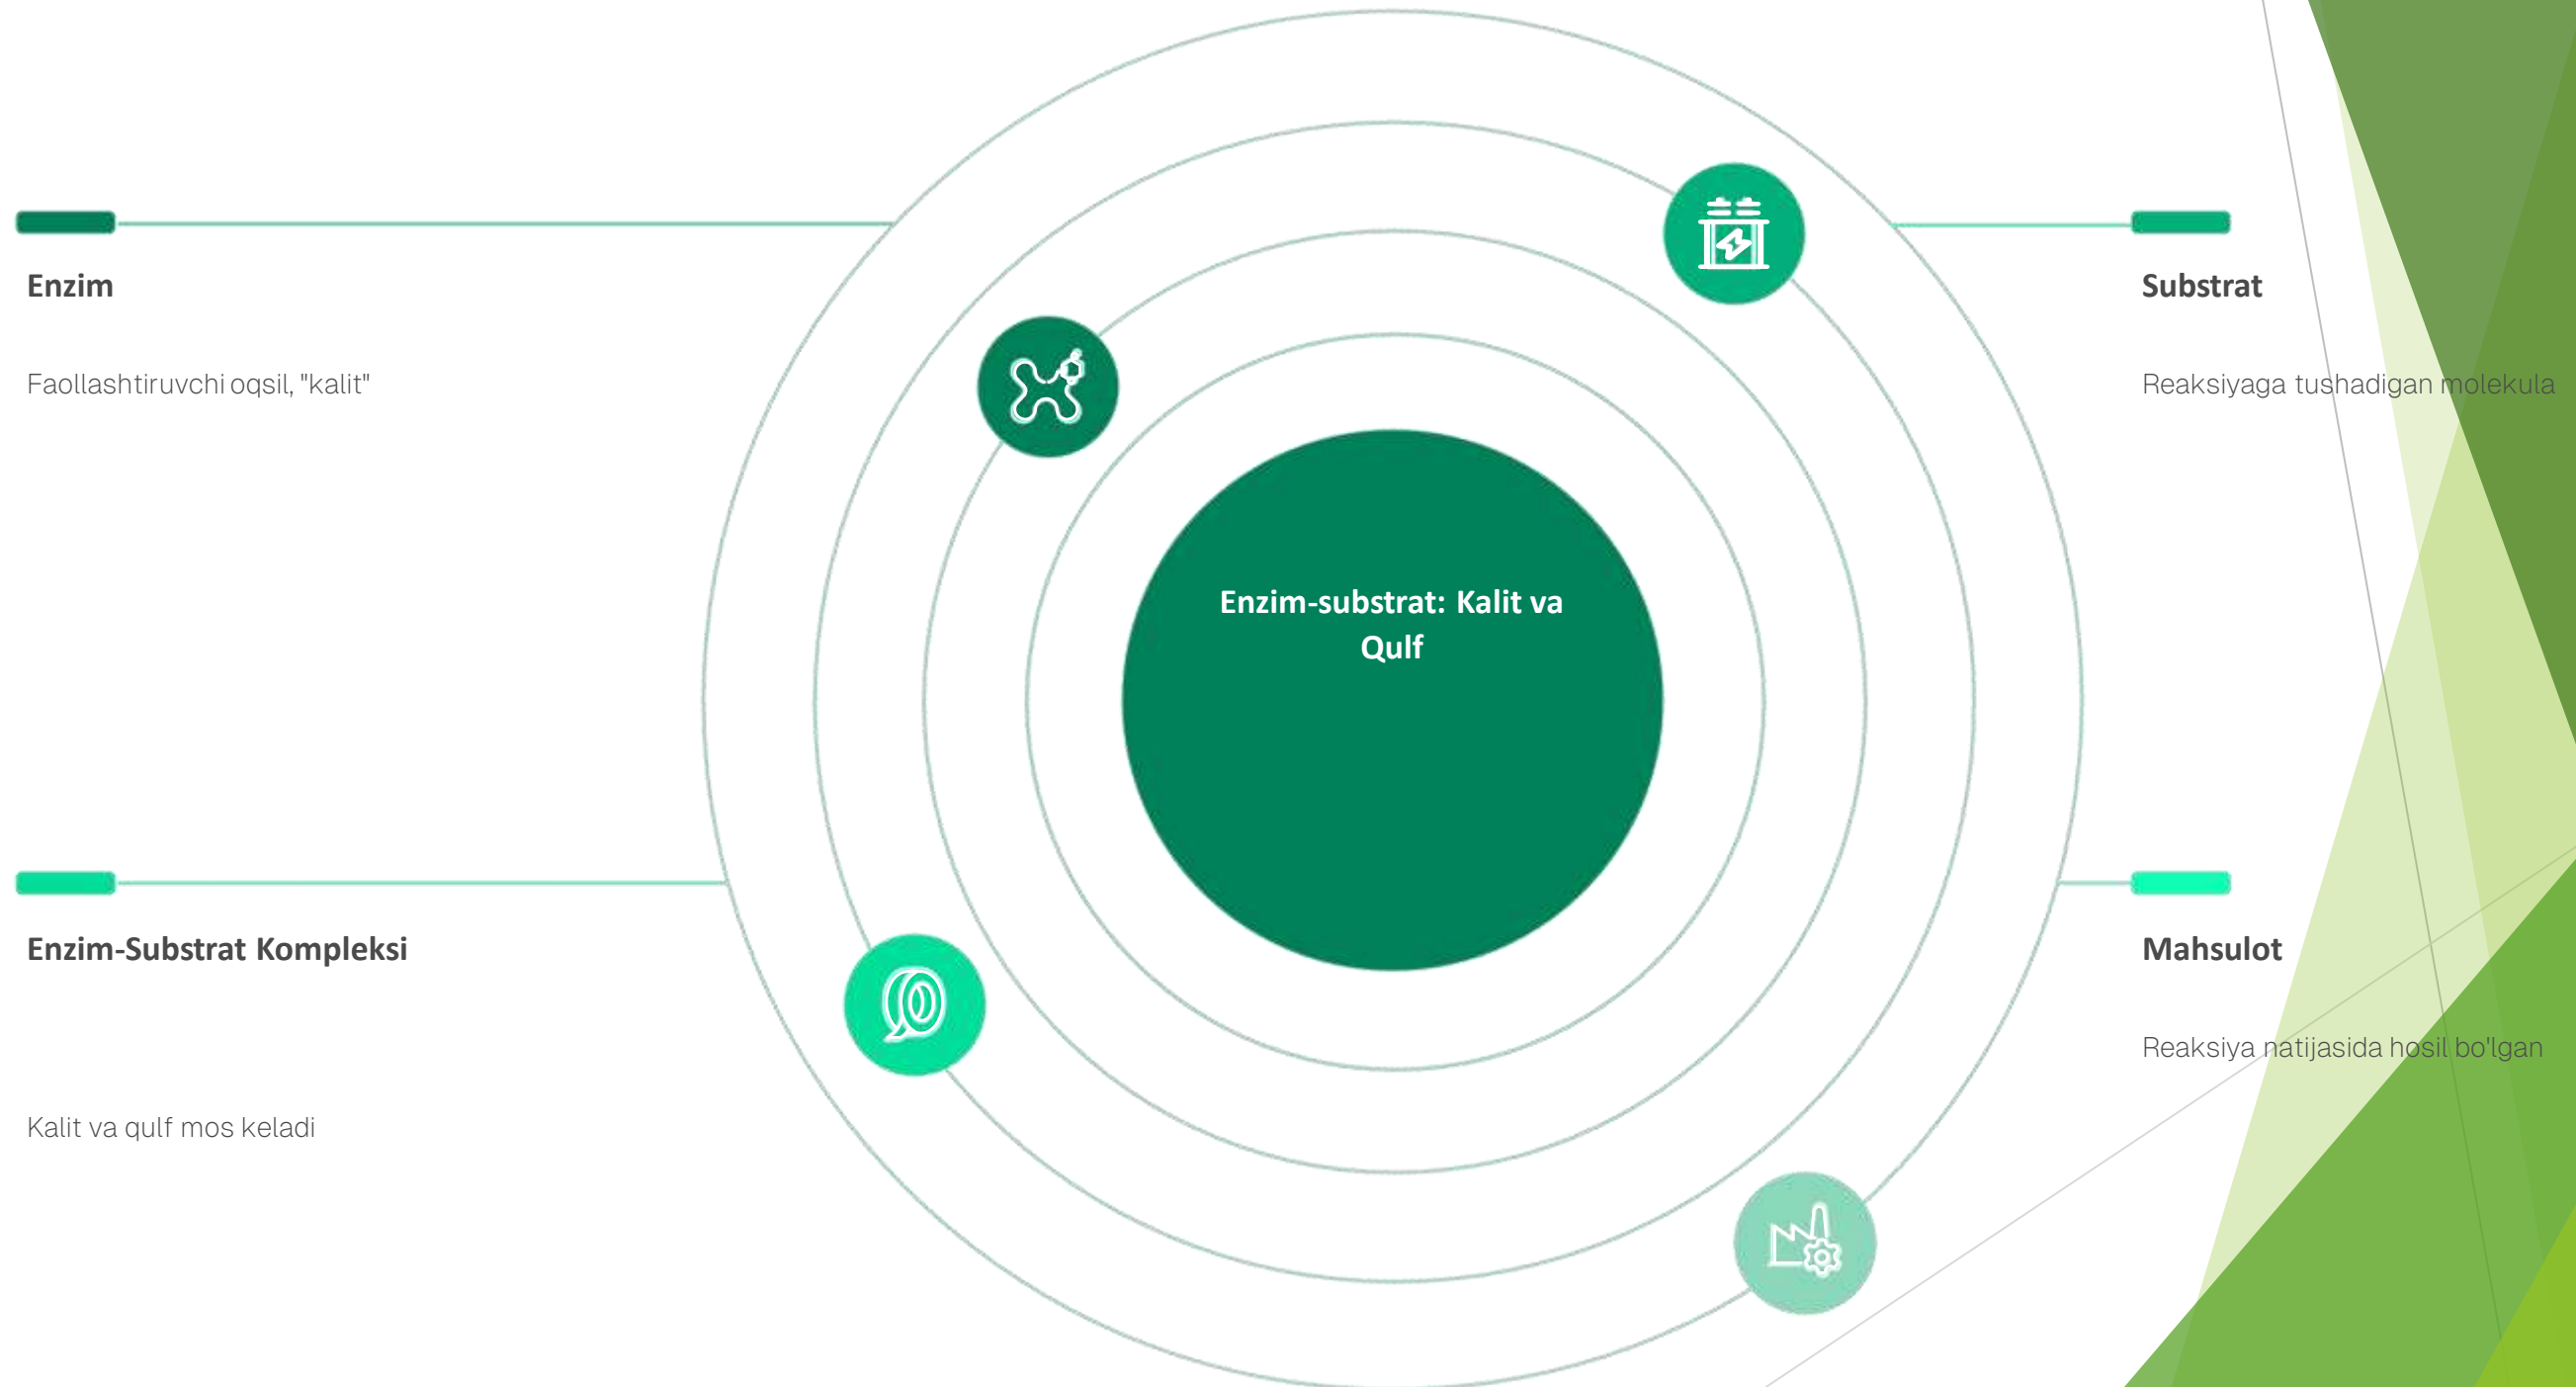 Enzim
Faollashtiruvchi oqsil, "kalit"
Substrat
Reaksiyaga tushadigan molekula
Enzim-substrat: Kalit va
Qulf
Enzim-Substrat Kompleksi
Kalit va qulf mos keladi
Mahsulot
Reaksiya natijasida hosil bo'lgan